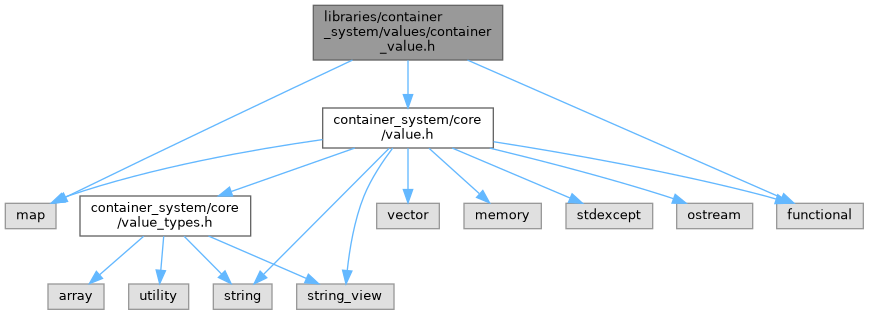 libraries/container
_system/values/container
_value.h
container_system/core
/value.h
map
container_system/core
/value_types.h
vector
memory
stdexcept
ostream
functional
array
utility
string
string_view